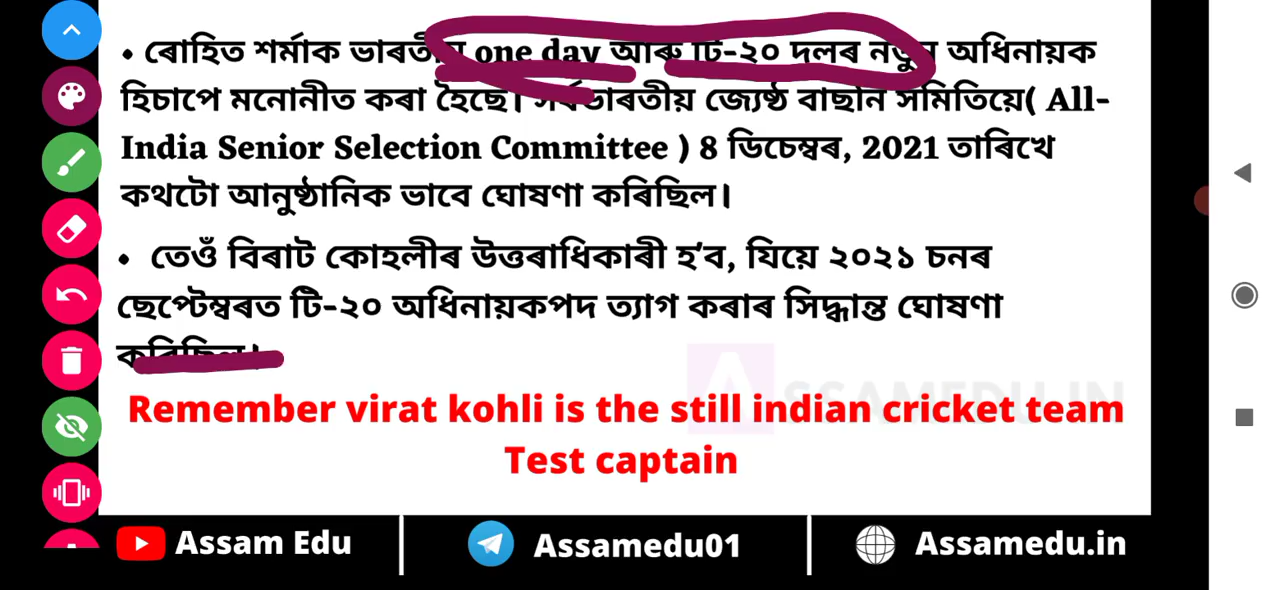 • ৰোহিত শৰ্মাক ভাৰতীয় one day আৰু টি-২০ দলৰ নতুন অধিনায়ক
হিচাপে মনোনীত কৰা হৈছে। সৰ্বভাৰতীয় জ্যেষ্ঠ বাছনি সমিতিয়ে( All-
India Senior Selection Committee ) 8 ডিচেম্বৰ, 2021 তাৰিখে
কথটো আনুষ্ঠানিক ভাবে ঘোষণা কৰিছিল।
• তেওঁ বিৰাট কোহলীৰ উত্তৰাধিকাৰী হ'ব, যিয়ে ২০২১ চনৰ
ছেপ্টেম্বৰত টি-২০ অধিনায়কপদ ত্যাগ কৰাৰ সিদ্ধান্ত ঘোষণা
কৰিছিল।
ASSAMEDU.IN
Remember virat kohli is the still indian cricket team
Test captain
Assam Edu
Assamedu01
Assamedu.in